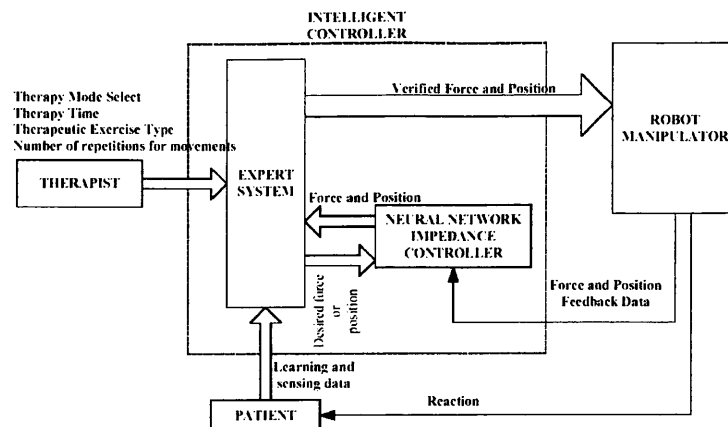 INTELLIGENT
CONTROLLER
Verified Force and Position
ROBOT
MANIPULATOR
Therapy Mode Select
Therapy Time
Therapeutic Exercise Type
Number of repetitions for movements
THERAPIST
EXPERT
SYSTEM
Force and Position
NEURAL NETWORK
IMPEDANCE
CONTROLLER
Desired force
or
position
Force and Position
Feedback Data
Learning and
sensing data
PATIENT
Reaction